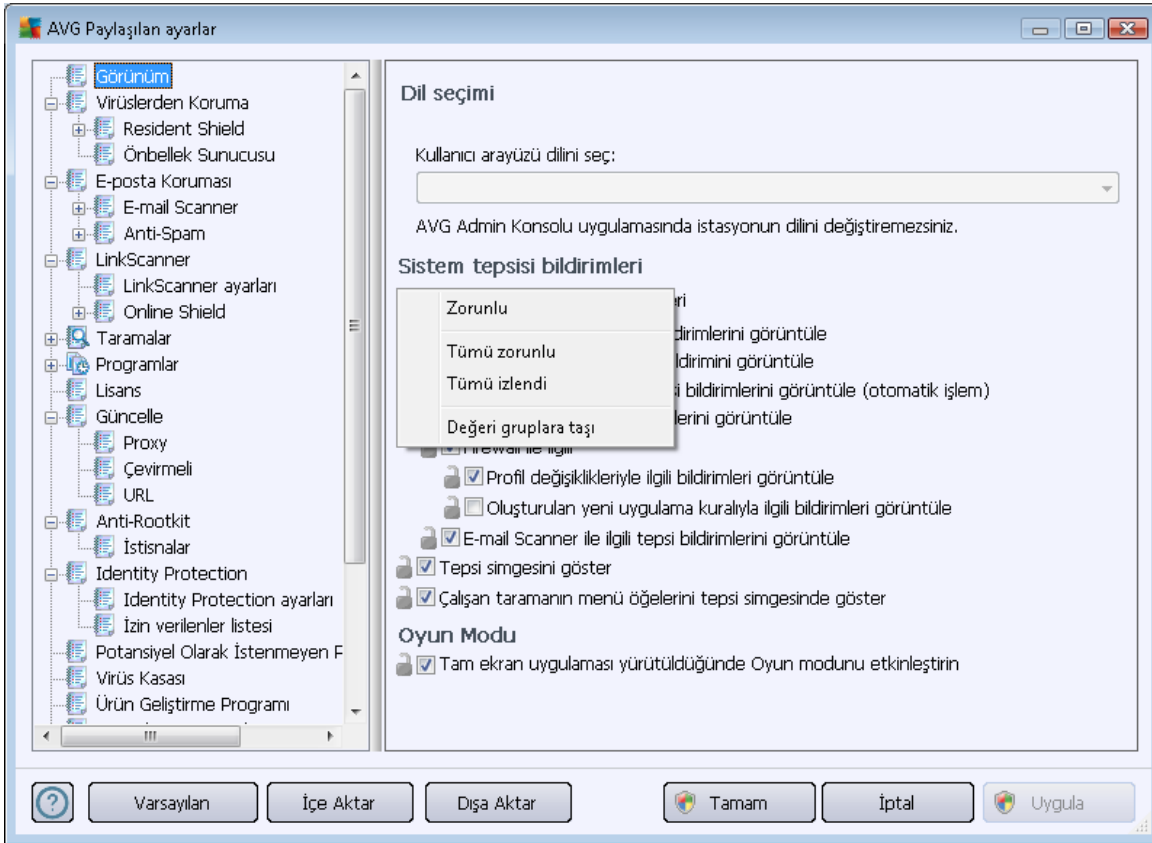 AVG Paylaşılan ayarlar
Görünüm
Virüslerden Koruma
Resident Shield
Önbellek Sunucusu
E-posta Koruması
E-mail Scanner
Anti-Spam
LinkScanner
LinkScanner ayarları
Online Shield
Taramalar
Programlar
Lisans
Güncelle
Proxy
Çevirmeli
URL
Anti-Rootkit
İstisnalar
Identity Protection
Identity Protection ayarları
İzin verilenler listesi
Potansiyel Olarak İstenmeyen P
Virüs Kasası
Ürün Geliştirme Programı
Dil seçimi
Kullanıcı arayüzü dilini seç:
AVG Admin Konsolu uygulamasında istasyonun dilini değiştiremezsiniz.
Sistem tepsisi bildirimleri
Zorunlu
Tümü zorunlu
Tümü izlendi
Değeri gruplara taşı
görüntüle
görüntüle
bildirimlerini görüntüle (otomatik işlem)
görüntüle
Firewall ile ilgili
Profil değişiklikleriyle ilgili bildirimleri görüntüle
Oluşturulan yeni uygulama kuralıyla ilgili bildirimleri görüntüle
E-mail Scanner ile ilgili tepsi bildirimlerini görüntüle
Tepsi simgesini göster
Çalışan taramanın menü öğelerini tepsi simgesinde göster
Oyun Modu
Tam ekran uygulaması yürütüldüğünde Oyun modunu etkinleştirin
Varsayılan
İçe Aktar
Dışa Aktar
Tamam
İptal
Uygula